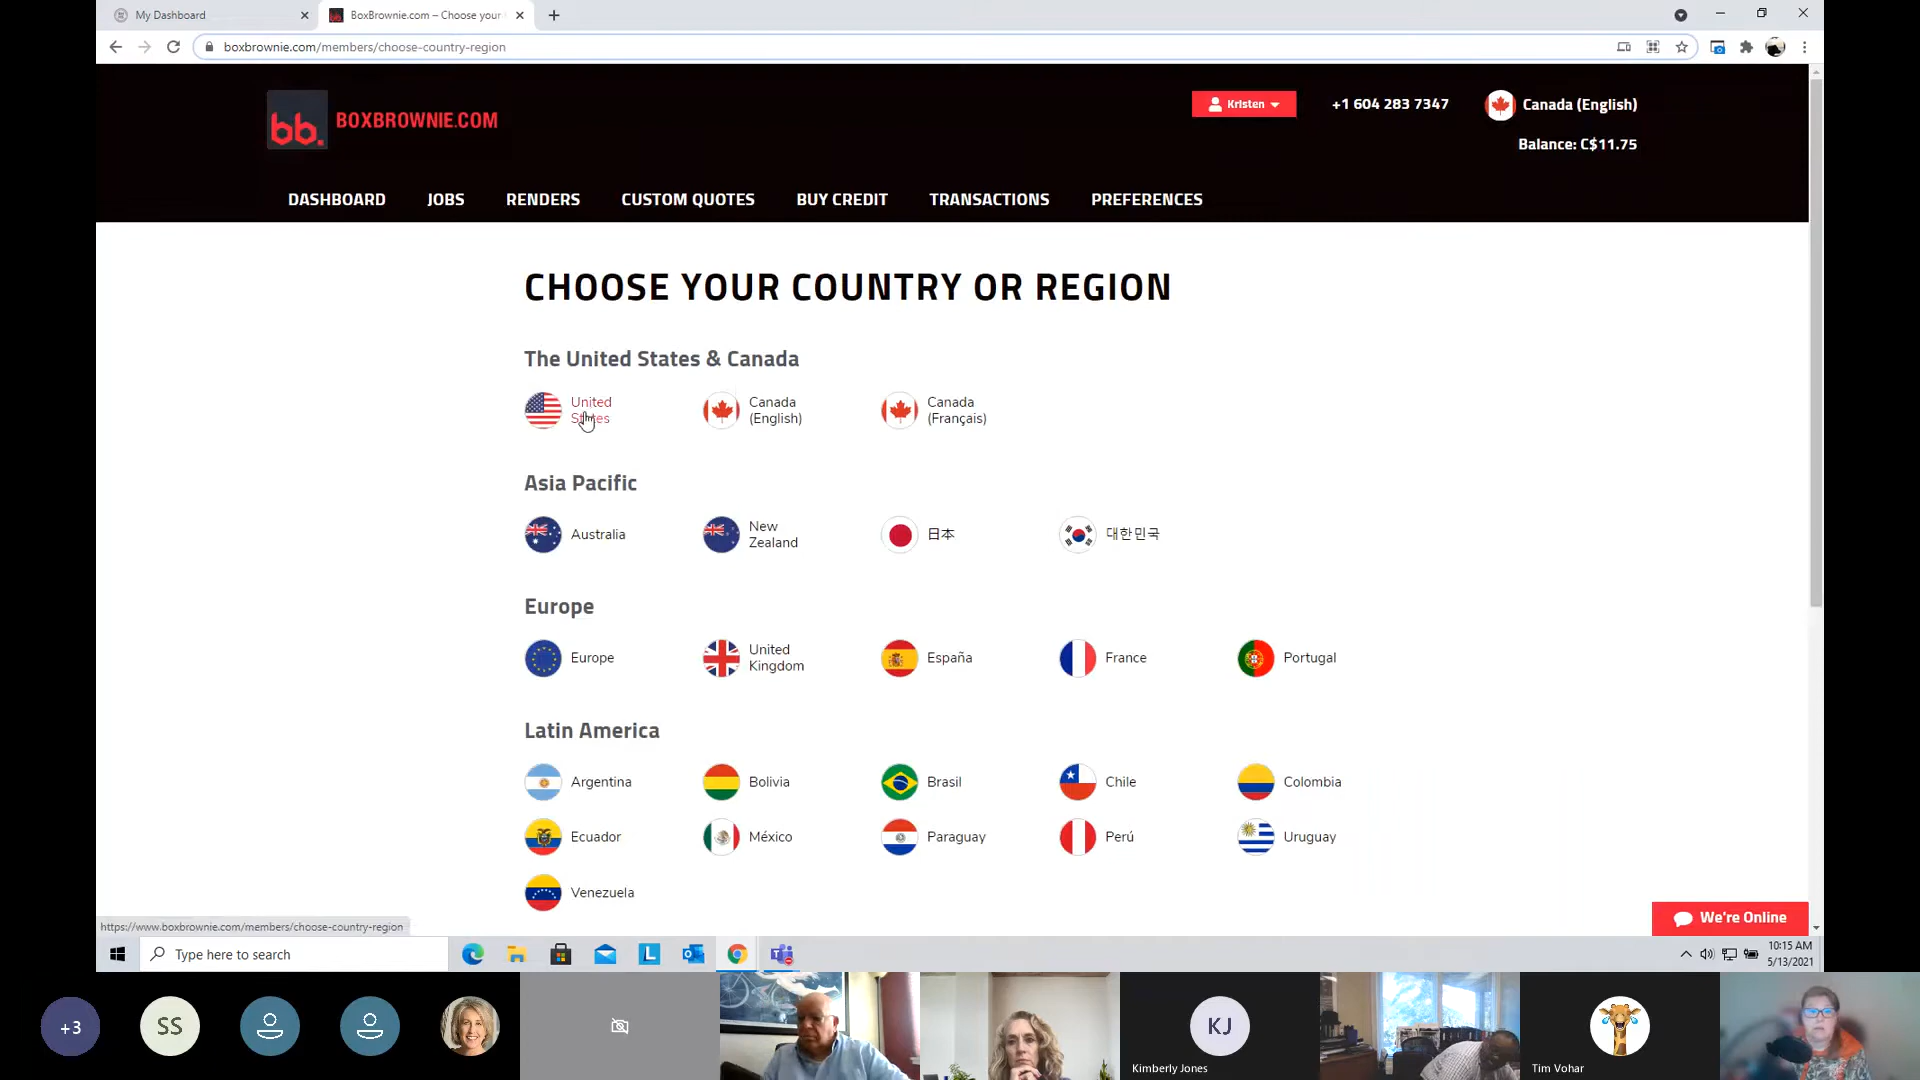 My Dashboard
BoxBrownie.com – Choose your
boxbrownie.com/members/choose-country-region
bb.
BOXBROWNIE.COM
Kristen
+1 604 283 7347
Canada (English)
Balance: C$11.75
DASHBOARD
JOBS
RENDERS
CUSTOM QUOTES
BUY CREDIT
TRANSACTIONS
PREFERENCES
CHOOSE YOUR COUNTRY OR REGION
The United States & Canada
United
States
Canada
(English)
Canada
(Français)
Asia Pacific
Australia
New
Zealand
日本
대한민국
Europe
Europe
United
Kingdom
España
France
Portugal
Latin America
Argentina
Bolivia
Brasil
Chile
Colombia
Ecuador
México
Paraguay
Perú
Uruguay
Venezuela
We're Online
https://www.boxbrownie.com/members/choose-country-region
Type here to search
10:15 AM
5/13/2021
+3
SS
KJ
Kimberly Jones
Tim Vohar